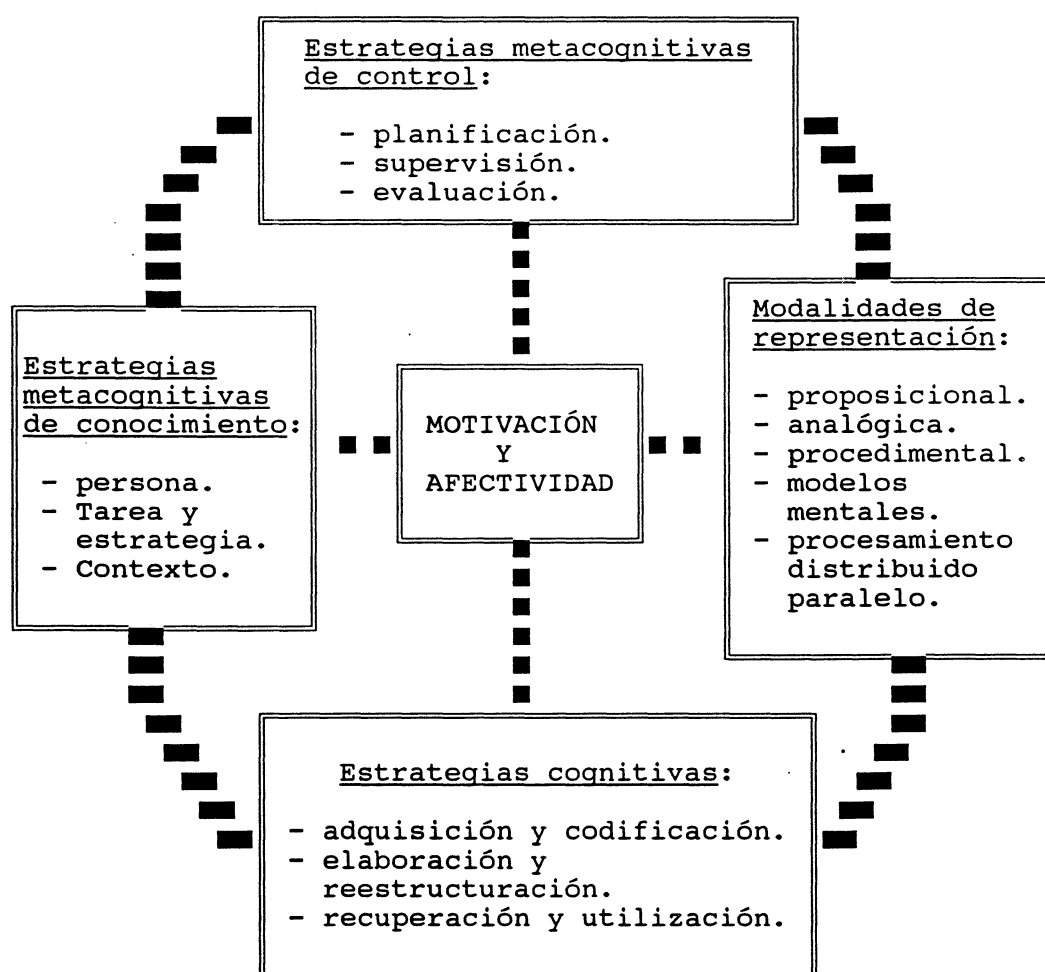 Estrategias metacognitivas
de control:
- planificación.
- supervisión.
- evaluación.
Estrategias
metacognitivas
de conocimiento:
- persona.
- Tarea y
estrategia.
- Contexto.
MOTIVACIÓN
Y
AFECTIVIDAD
Modalidades de
representación:
- proposicional.
- analógica.
- procedimental.
- modelos
mentales.
- procesamiento
distribuido
paralelo.
Estrategias cognitivas:
- adquisición y codificación.
- elaboración y
reestructuración.
- recuperación y utilización.